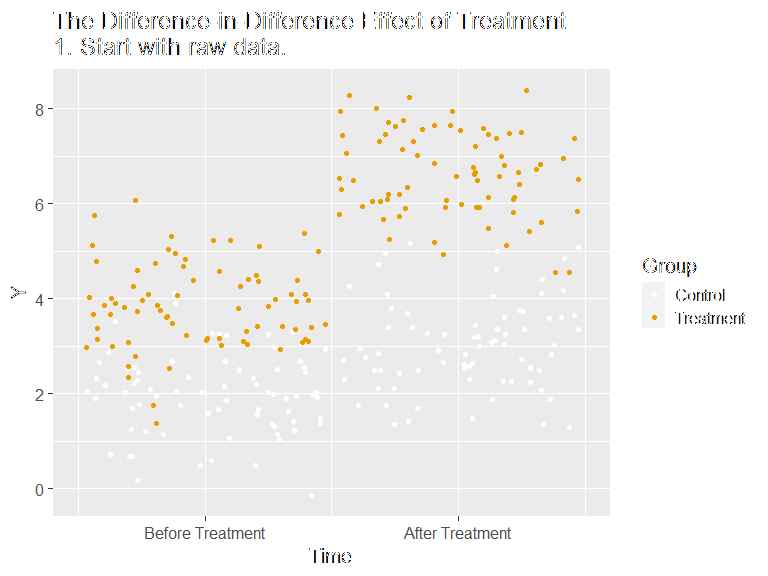 The Difference-in-Difference Effect of Treatment
1. Start with raw data.
8
6
4
2
0
Y
Before Treatment
After Treatment
Time
Group
Control
Treatment